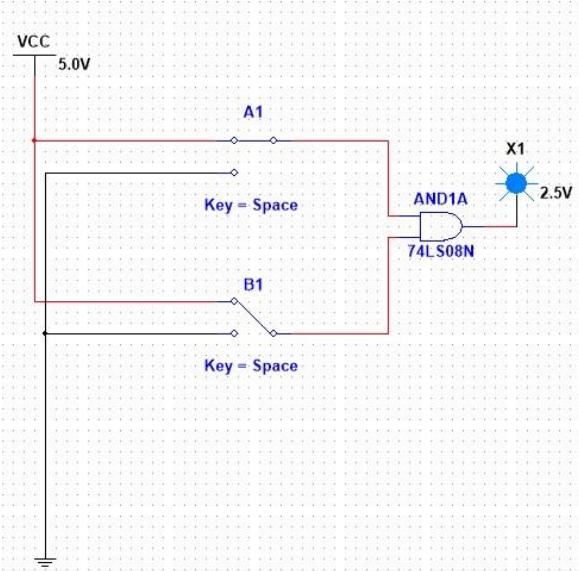 VCC
5.0V
A1
Key = Space
X1
2.5V
AND1A
74LS08N
B1
Key = Space